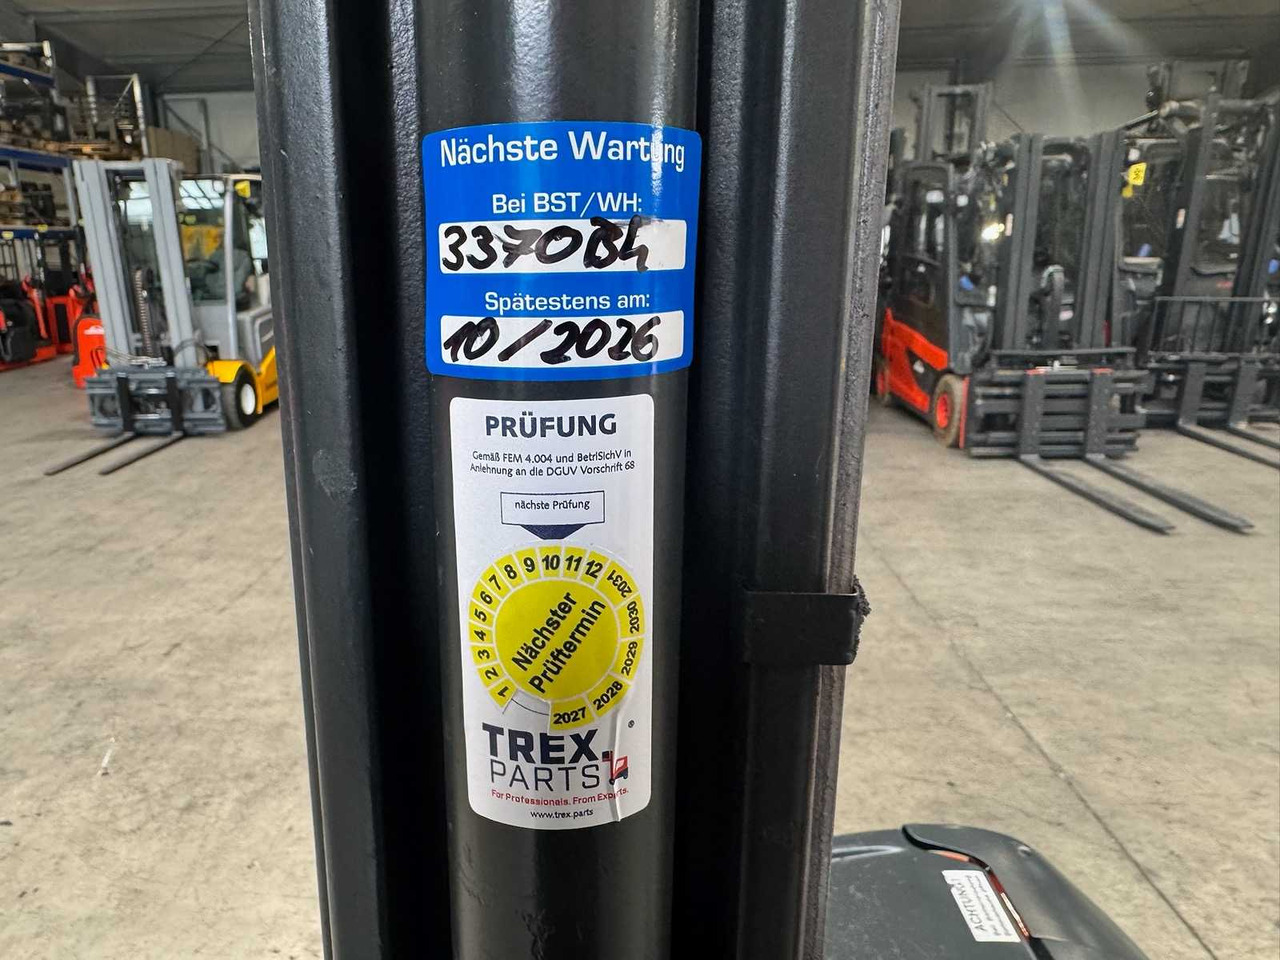 Nächste Wartung
Bei BST/WH:
3370Bh
Spätestens am:
10/2026
PRÜFUNG
Gemäß FEM 4.004 und BetrSichV in
Anlehnung an die DGUV Vorschrift 68
nächste Prüfung
1 2 3 4 5 6 7 8 9 10 11 12 2031 2030 2029 2028 2027
Nächster
Prüftermin
TREX
PARTS
®
For Professionals. From Experts.
www.trex.parts
ACHTUNG!